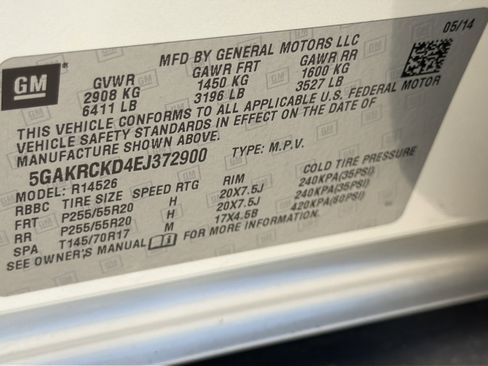 MFD BY GENERAL MOTORS LLC
05/14
GM
GVWR GAWR FRT GAWR RR
2908 KG 1450 KG 1600 KG
6411 LB 3196 LB 3527 LB
THIS VEHICLE CONFORMS TO ALL APPLICABLE U.S. FEDERAL MOTOR
VEHICLE SAFETY STANDARDS IN EFFECT ON THE DATE OF
MANUFACTURE SHOWN ABOVE.
5GAKRCKD4EJ372900 TYPE: M.P.V.
MODEL: R14526
RBBC TIRE SIZE SPEED RTG RIM COLD TIRE PRESSURE
FRT P255/55R20 H 20X7.5J 240KPA(35PSI)
RR P255/55R20 H 20X7.5J 240KPA(35PSI)
SPA T145/70R17 M 17X4.5B 420KPA(60PSI)
SEE OWNER'S MANUAL